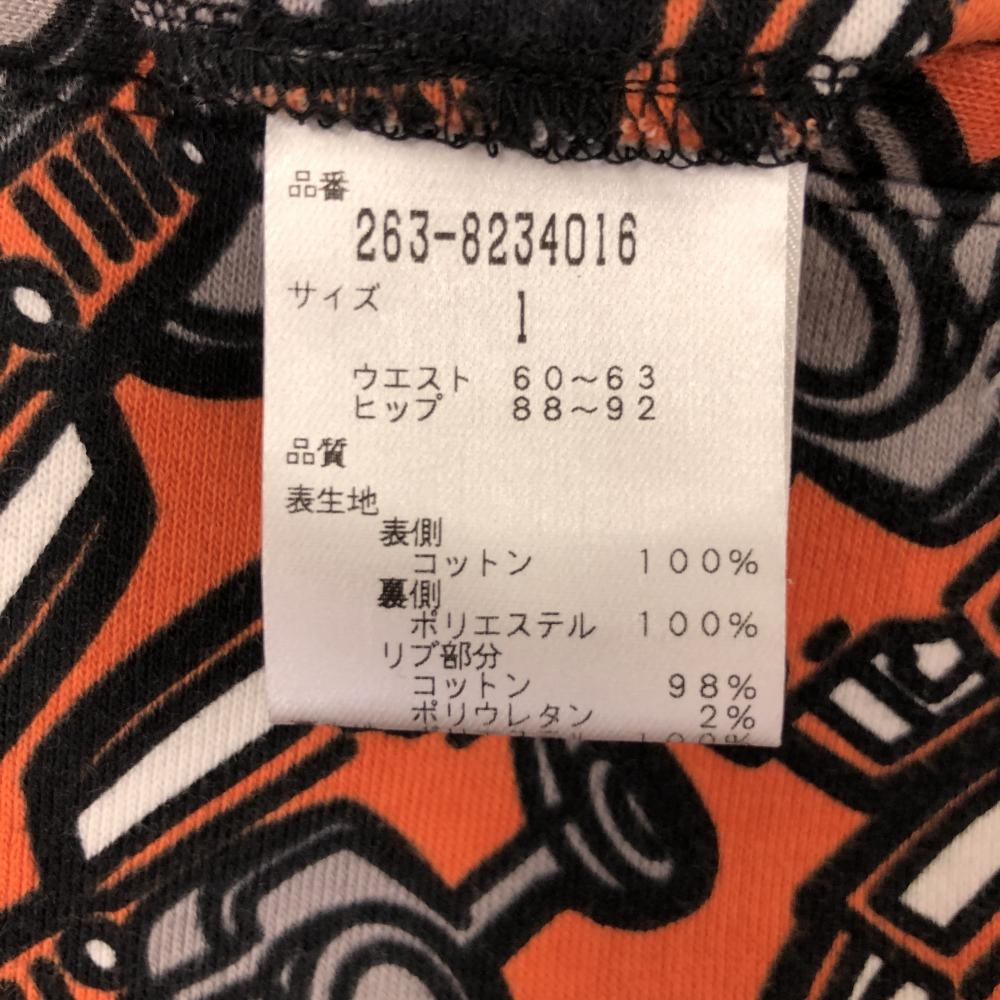 品番
263-8234016
サイズ
1
ウエスト 60～63
ヒップ 88～92
品質
表生地
表側
コットン 100%
裏側
ポリエステル 100%
リブ部分
コットン 98%
ポリウレタン 2%